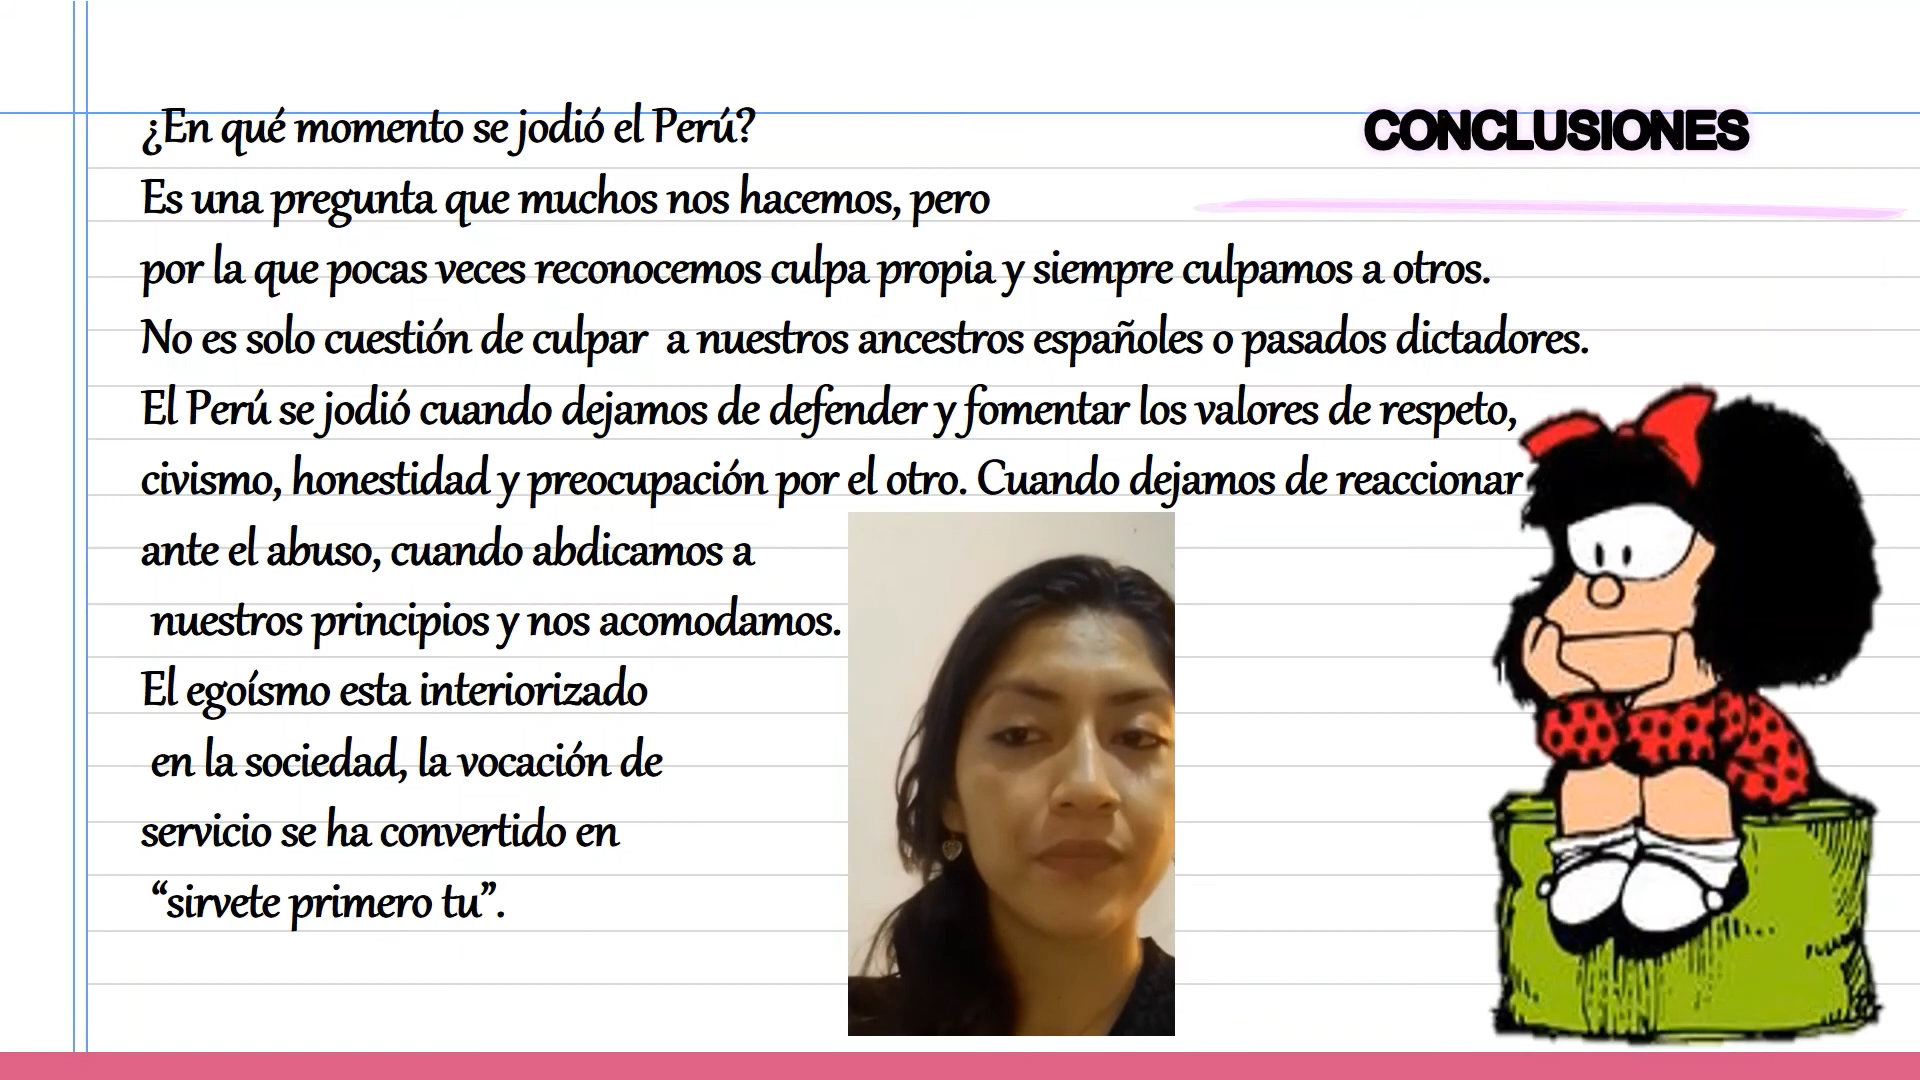 CONCLUSIONES
¿En qué momento se jodió el Perú?
Es una pregunta que muchos nos hacemos, pero
por la que pocas veces reconocemos culpa propia y siempre culpamos a otros.
No es solo cuestión de culpar  a nuestros ancestros españoles o pasados dictadores.
El Perú se jodió cuando dejamos de defender y fomentar los valores de respeto,
civismo, honestidad y preocupación por el otro. Cuando dejamos de reaccionar
ante el abuso, cuando abdicamos a
nuestros principios y nos acomodamos.
El egoísmo esta interiorizado
en la sociedad, la vocación de
servicio se ha convertido en
“sirvete primero tu”.